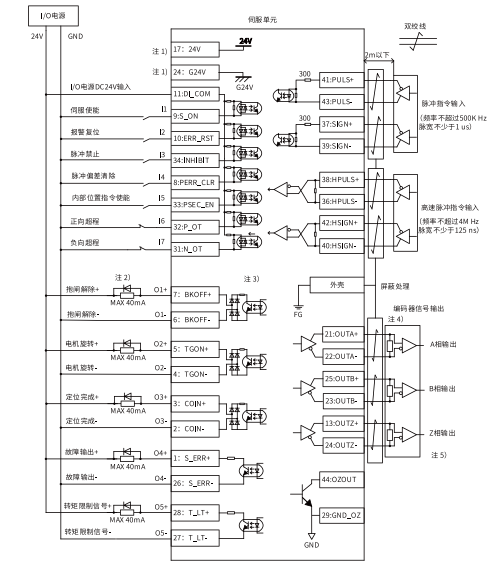 I/O电源
伺服单元
双绞线
24V
GND
24V
注 1)
17: 24V
2m以下
注 1)
24: G24V
G24V
300
41:PULS+
I/O电源DC24V输入
11:DI_COM
43:PULS-
脉冲指令输入
伺服使能
I1
9:S_ON
300
37:SIGN+
(频率不超过500K Hz
脉宽不少于1 us)
报警复位
I2
10:ERR_RST
39:SIGN-
脉冲禁止
I3
34:INHIBIT
脉冲偏差清除
I4
8:PERR_CLR
38:HPULS+
内部位置指令使能
I5
33:PSEC_EN
36:HPULS-
高速脉冲指令输入
正向超程
I6
32:P_OT
42:HSIGN+
(频率不超过4M Hz
脉宽不少于125 ns)
负向超程
I7
31:N_OT
40:HSIGN-
注 2)
注 3)
外壳
屏蔽处理
抱闸解除+
O1+
7: BKOFF+
MAX 40mA
FG
抱闸解除-
O1-
6: BKOFF-
编码器信号输出
注 4)
21:OUTA+
电机旋转+
O2+
5: TGON+
MAX 40mA
22:OUTA-
A相输出
电机旋转-
O2-
4: TGON-
25:OUTB+
定位完成+
O3+
3: COIN+
MAX 40mA
23:OUTB-
B相输出
定位完成-
O3-
2: COIN-
13:OUTZ+
Z相输出
故障输出+
O4+
1: S_ERR+
MAX 40mA
24:OUTZ-
注 5)
故障输出-
O4-
26: S_ERR-
44:OZOUT
转矩限制信号+
O5+
28: T_LT+
MAX 40mA
29:GND_OZ
转矩限制信号-
O5-
27: T_LT-
GND